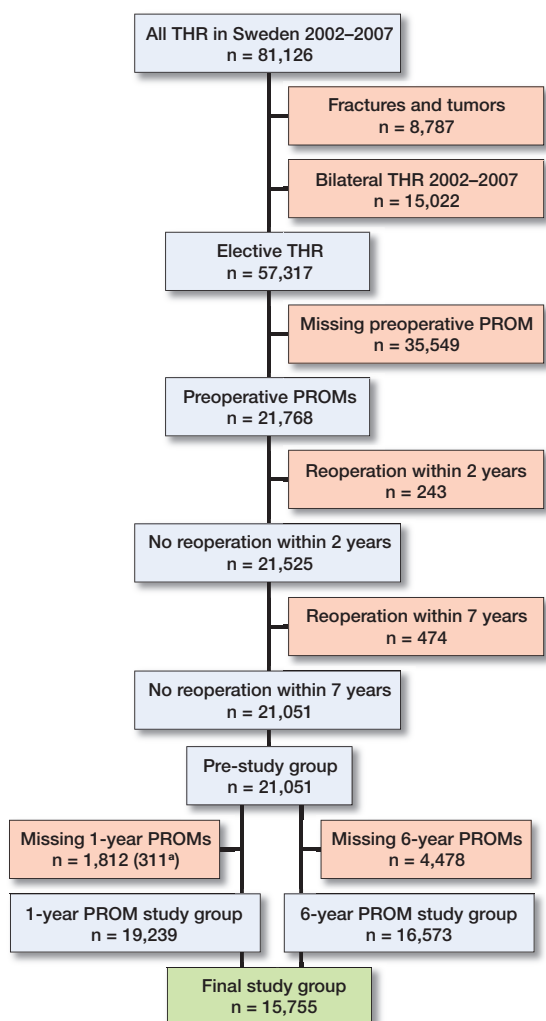 All THR in Sweden 2002–2007
n = 81,126
Fractures and tumors
n = 8,787
Bilateral THR 2002–2007
n = 15,022
Elective THR
n = 57,317
Missing preoperative PROM
n = 35,549
Preoperative PROMs
n = 21,768
Reoperation within 2 years
n = 243
No reoperation within 2 years
n = 21,525
Reoperation within 7 years
n = 474
No reoperation within 7 years
n = 21,051
Pre-study group
n = 21,051
Missing 1-year PROMs
n = 1,812 (311ª)
Missing 6-year PROMs
n = 4,478
1-year PROM study group
n = 19,239
6-year PROM study group
n = 16,573
Final study group
n = 15,755